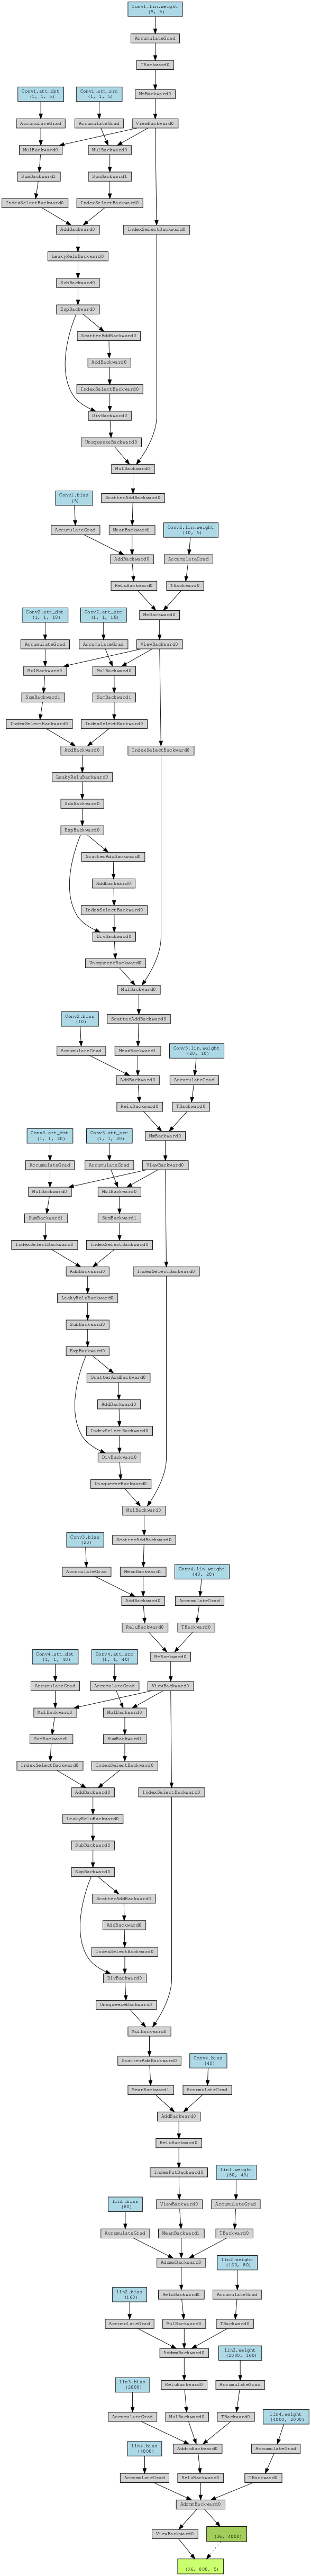 Conv1.lin.weight
(5, 5)
AccumulateGrad
TBackward0
Conv1.att_dst
(1, 1, 5)
Conv1.att_src
(1, 1, 5)
MmBackward0
AccumulateGrad
AccumulateGrad
ViewBackward0
MulBackward0
MulBackward0
SumBackward1
SumBackward1
IndexSelectBackward0
IndexSelectBackward0
AddBackward0
IndexSelectBackward0
LeakyReluBackward0
SubBackward0
ExpBackward0
ScatterAddBackward0
AddBackward0
IndexSelectBackward0
DivBackward0
UnsqueezeBackward0
MulBackward0
Conv1.bias
(5)
ScatterAddBackward0
Conv2.lin.weight
(10, 5)
AccumulateGrad
MeanBackward1
AddBackward0
AccumulateGrad
ReluBackward0
TBackward0
Conv2.att_dst
(1, 1, 10)
Conv2.att_src
(1, 1, 10)
MmBackward0
AccumulateGrad
AccumulateGrad
ViewBackward0
MulBackward0
MulBackward0
SumBackward1
SumBackward1
IndexSelectBackward0
IndexSelectBackward0
AddBackward0
IndexSelectBackward0
LeakyReluBackward0
SubBackward0
ExpBackward0
ScatterAddBackward0
AddBackward0
IndexSelectBackward0
DivBackward0
UnsqueezeBackward0
MulBackward0
Conv2.bias
(10)
ScatterAddBackward0
Conv3.lin.weight
(20, 10)
AccumulateGrad
MeanBackward1
AddBackward0
AccumulateGrad
ReluBackward0
TBackward0
Conv3.att_dst
(1, 1, 20)
Conv3.att_src
(1, 1, 20)
MmBackward0
AccumulateGrad
AccumulateGrad
ViewBackward0
MulBackward0
MulBackward0
SumBackward1
SumBackward1
IndexSelectBackward0
IndexSelectBackward0
AddBackward0
IndexSelectBackward0
LeakyReluBackward0
SubBackward0
ExpBackward0
ScatterAddBackward0
AddBackward0
IndexSelectBackward0
DivBackward0
UnsqueezeBackward0
MulBackward0
Conv3.bias
(20)
ScatterAddBackward0
Conv4.lin.weight
(40, 20)
AccumulateGrad
MeanBackward1
AddBackward0
AccumulateGrad
ReluBackward0
TBackward0
Conv4.att_dst
(1, 1, 40)
Conv4.att_src
(1, 1, 40)
MmBackward0
AccumulateGrad
AccumulateGrad
ViewBackward0
MulBackward0
MulBackward0
SumBackward1
SumBackward1
IndexSelectBackward0
IndexSelectBackward0
AddBackward0
IndexSelectBackward0
LeakyReluBackward0
SubBackward0
ExpBackward0
ScatterAddBackward0
AddBackward0
IndexSelectBackward0
DivBackward0
UnsqueezeBackward0
MulBackward0
ScatterAddBackward0
Conv4.bias
(40)
MeanBackward1
AccumulateGrad
AddBackward0
ReluBackward0
IndexPutBackward0
lin1.weight
(80, 40)
lin1.bias
(80)
ViewBackward0
AccumulateGrad
AccumulateGrad
MeanBackward1
TBackward0
AddmmBackward0
lin2.weight
(160, 80)
lin2.bias
(160)
ReluBackward0
AccumulateGrad
AccumulateGrad
MulBackward0
TBackward0
AddmmBackward0
lin3.weight
(2000, 160)
lin3.bias
(2000)
ReluBackward0
AccumulateGrad
AccumulateGrad
MulBackward0
TBackward0
lin4.weight
(4000, 2000)
lin4.bias
(4000)
AddmmBackward0
AccumulateGrad
AccumulateGrad
ReluBackward0
TBackward0
AddmmBackward0
ViewBackward0
(36, 4000)
(36, 800, 5)